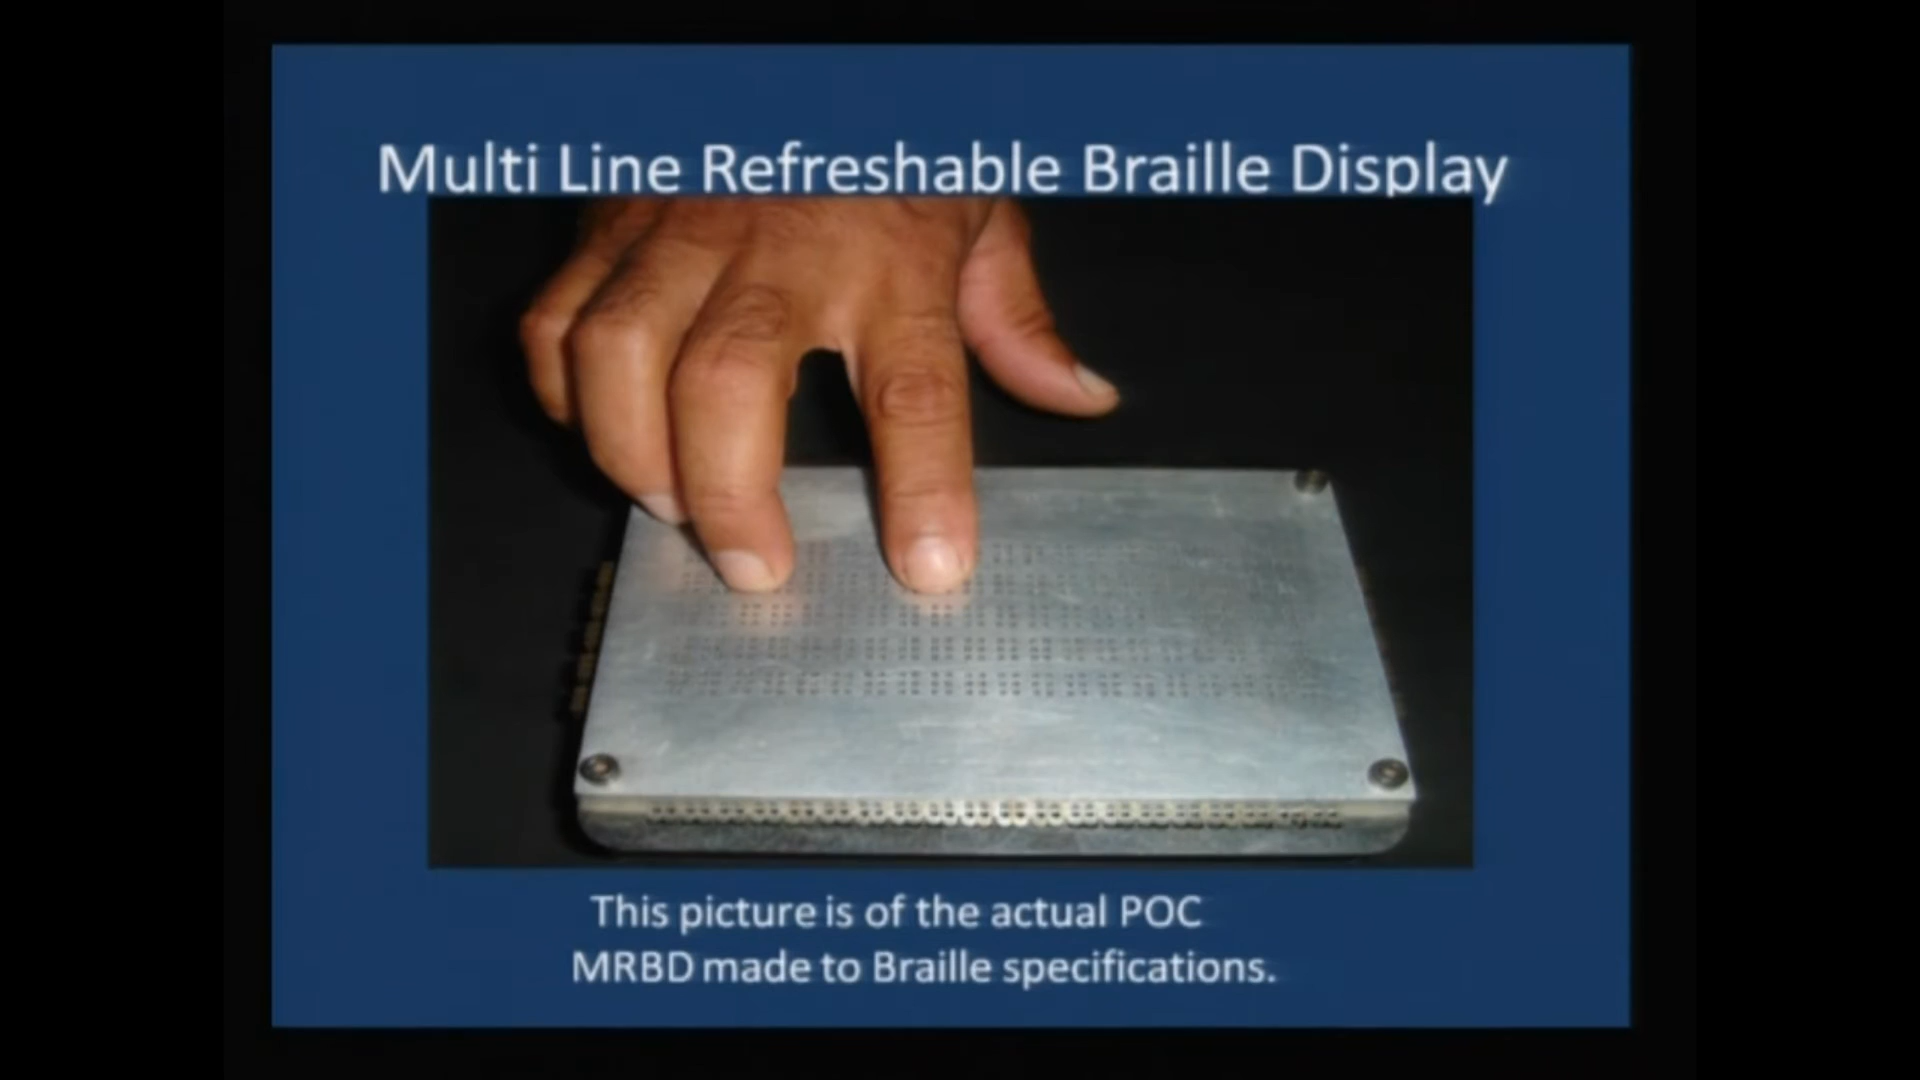 Multi Line Refreshable Braille Display
This picture is of the actual POC
MRBD made to Braille specifications.